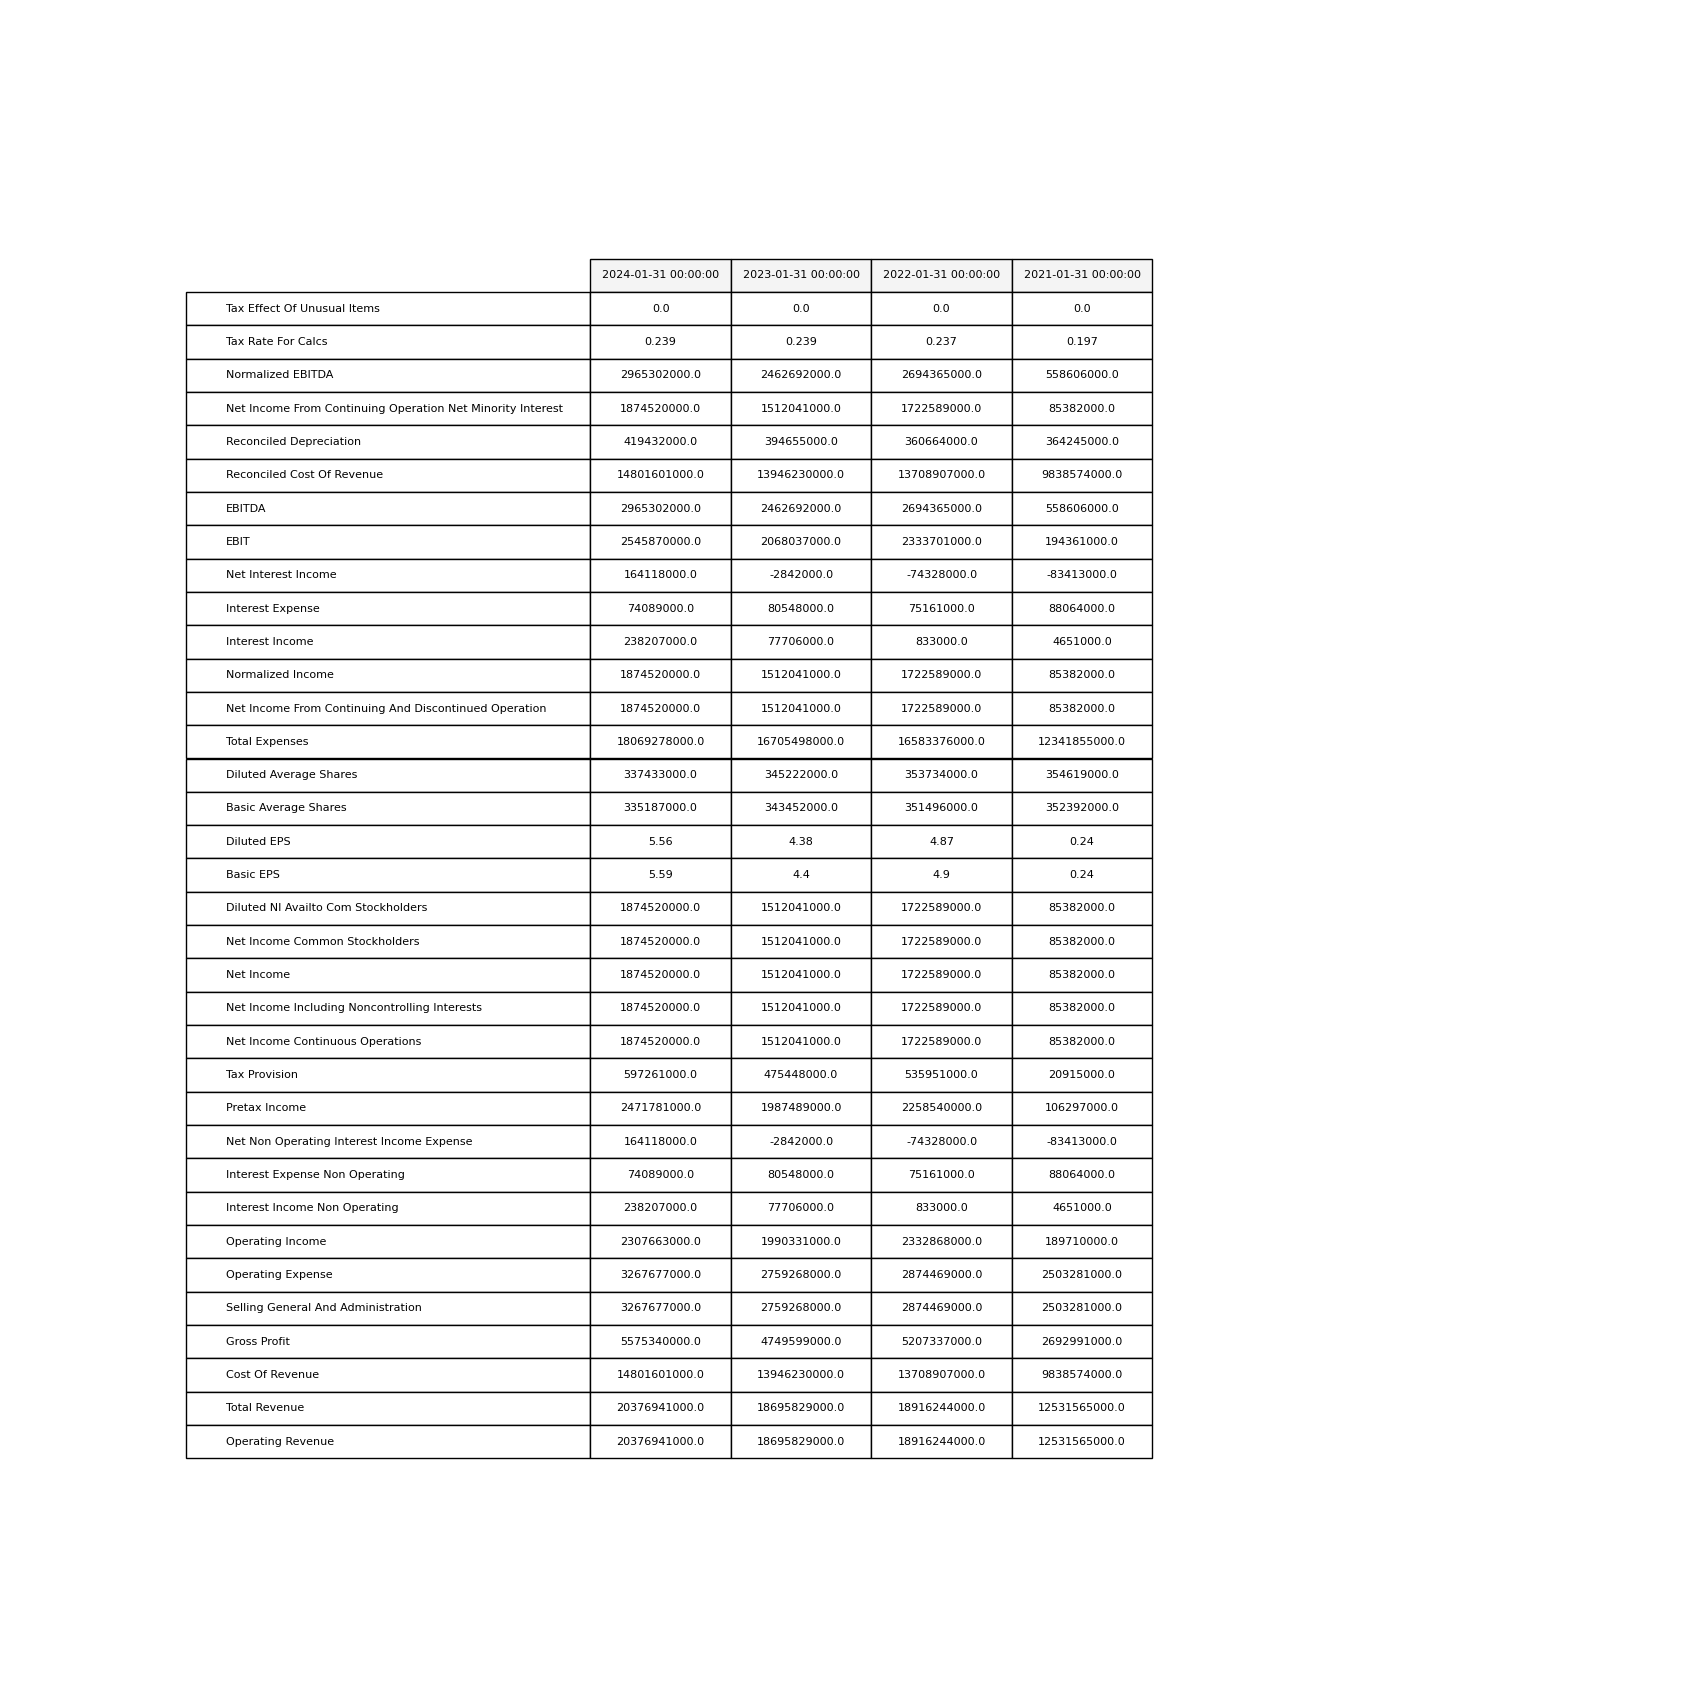 2024-01-31 00:00:00 2023-01-31 00:00:00 2022-01-31 00:00:00 2021-01-31 00:00:00
Tax Effect Of Unusual Items 0.0 0.0 0.0 0.0
Tax Rate For Calcs 0.239 0.239 0.237 0.197
Normalized EBITDA 2965302000.0 2462692000.0 2694365000.0 558606000.0
Net Income From Continuing Operation Net Minority Interest 1874520000.0 1512041000.0 1722589000.0 85382000.0
Reconciled Depreciation 419432000.0 394655000.0 360664000.0 364245000.0
Reconciled Cost Of Revenue 14801601000.0 13946230000.0 13708907000.0 9838574000.0
EBITDA 2965302000.0 2462692000.0 2694365000.0 558606000.0
EBIT 2545870000.0 2068037000.0 2333701000.0 194361000.0
Net Interest Income 164118000.0 -2842000.0 -74328000.0 -83413000.0
Interest Expense 74089000.0 80548000.0 75161000.0 88064000.0
Interest Income 238207000.0 77706000.0 833000.0 4651000.0
Normalized Income 1874520000.0 1512041000.0 1722589000.0 85382000.0
Net Income From Continuing And Discontinued Operation 1874520000.0 1512041000.0 1722589000.0 85382000.0
Total Expenses 18069278000.0 16705498000.0 16583376000.0 12341855000.0
Diluted Average Shares 337433000.0 345222000.0 353734000.0 354619000.0
Basic Average Shares 335187000.0 343452000.0 351496000.0 352392000.0
Diluted EPS 5.56 4.38 4.87 0.24
Basic EPS 5.59 4.4 4.9 0.24
Diluted NI Availto Com Stockholders 1874520000.0 1512041000.0 1722589000.0 85382000.0
Net Income Common Stockholders 1874520000.0 1512041000.0 1722589000.0 85382000.0
Net Income 1874520000.0 1512041000.0 1722589000.0 85382000.0
Net Income Including Noncontrolling Interests 1874520000.0 1512041000.0 1722589000.0 85382000.0
Net Income Continuous Operations 1874520000.0 1512041000.0 1722589000.0 85382000.0
Tax Provision 597261000.0 475448000.0 535951000.0 20915000.0
Pretax Income 2471781000.0 1987489000.0 2258540000.0 106297000.0
Net Non Operating Interest Income Expense 164118000.0 -2842000.0 -74328000.0 -83413000.0
Interest Expense Non Operating 74089000.0 80548000.0 75161000.0 88064000.0
Interest Income Non Operating 238207000.0 77706000.0 833000.0 4651000.0
Operating Income 2307663000.0 1990331000.0 2332868000.0 189710000.0
Operating Expense 3267677000.0 2759268000.0 2874469000.0 2503281000.0
Selling General And Administration 3267677000.0 2759268000.0 2874469000.0 2503281000.0
Gross Profit 5575340000.0 4749599000.0 5207337000.0 2692991000.0
Cost Of Revenue 14801601000.0 13946230000.0 13708907000.0 9838574000.0
Total Revenue 20376941000.0 18695829000.0 18916244000.0 12531565000.0
Operating Revenue 20376941000.0 18695829000.0 18916244000.0 12531565000.0